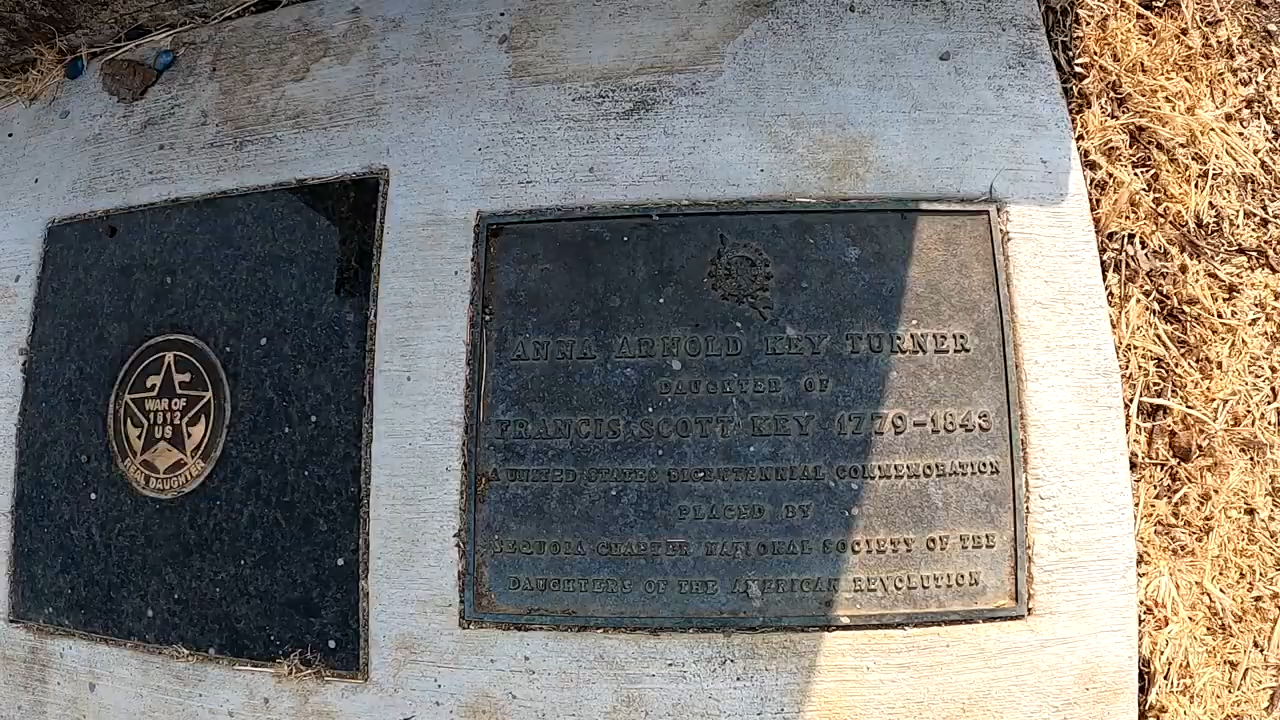 WAR OF
1812
US
REAL DAUGHTER
ANNA ARNOLD KEY TURNER
DAUGHTER OF
FRANCIS SCOTT KEY 1779-1843
A UNITED STATES BICENTENNIAL COMMEMORATION
PLACED BY
SEQUOIA CHAPTER NATIONAL SOCIETY OF THE
DAUGHTERS OF THE AMERICAN REVOLUTION